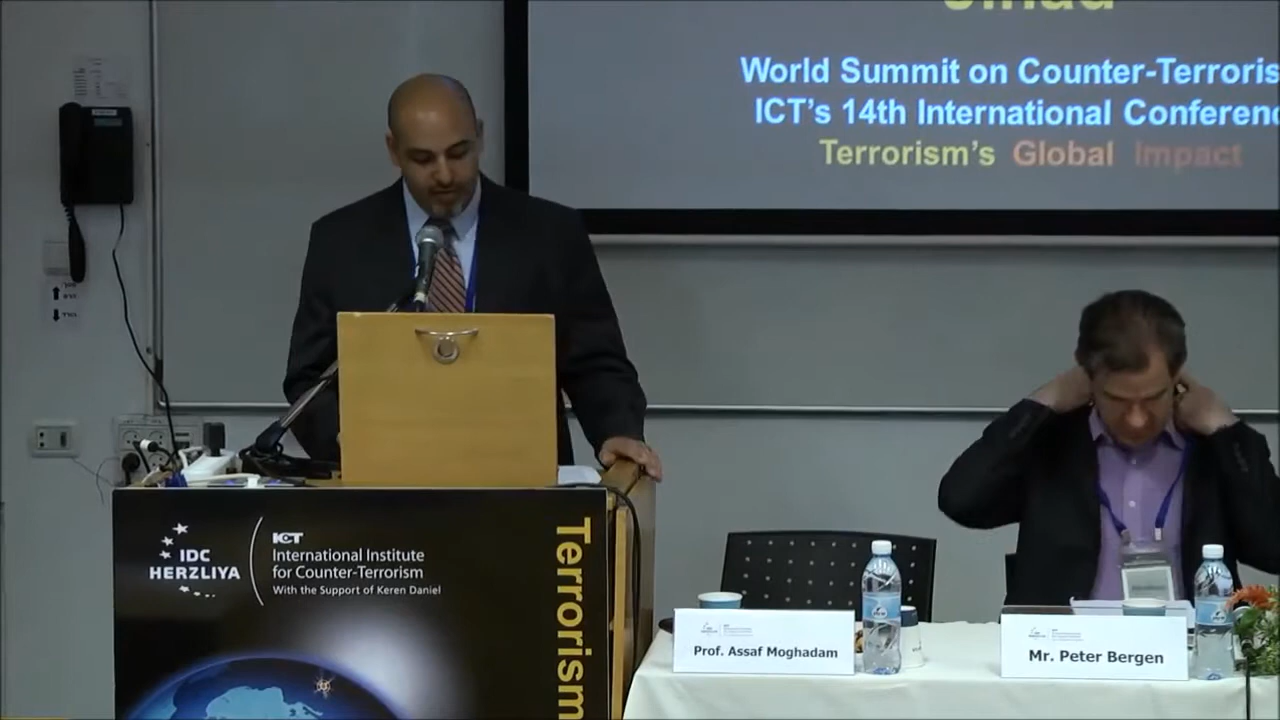 Jihad
World Summit on Counter-Terroris
ICT's 14th International Conferenc
Terrorism's Global Impact
IDC
HERZLIYA
ICT
International Institute
for Counter-Terrorism
With the Support of Keren Daniel
Terrorism
Prof. Assaf Moghadam
Mr. Peter Bergen